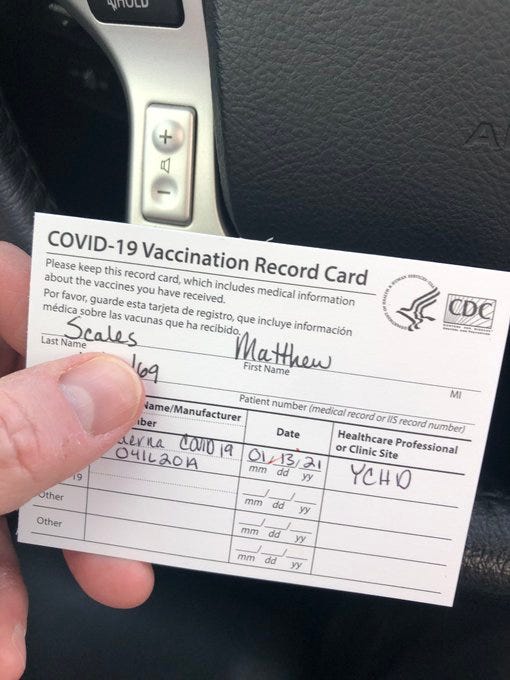 COVID-19 Vaccination Record Card
Please keep this record card, which includes medical information
about the vaccines you have received.
Por favor, guarde esta tarjeta de registro, que incluye información
médica sobre las vacunas que ha recibido.
CDC
Scales Matthew
Last Name First Name MI
/69
Patient number (medical record or IIS record number)
Name/Manufacturer Date Healthcare Professional
or Clinic Site
COVID 19 01/13/21 YCHD
041L20A mm dd yy
19
Other mm dd yy
Other mm dd yy
mm dd yy
+
−